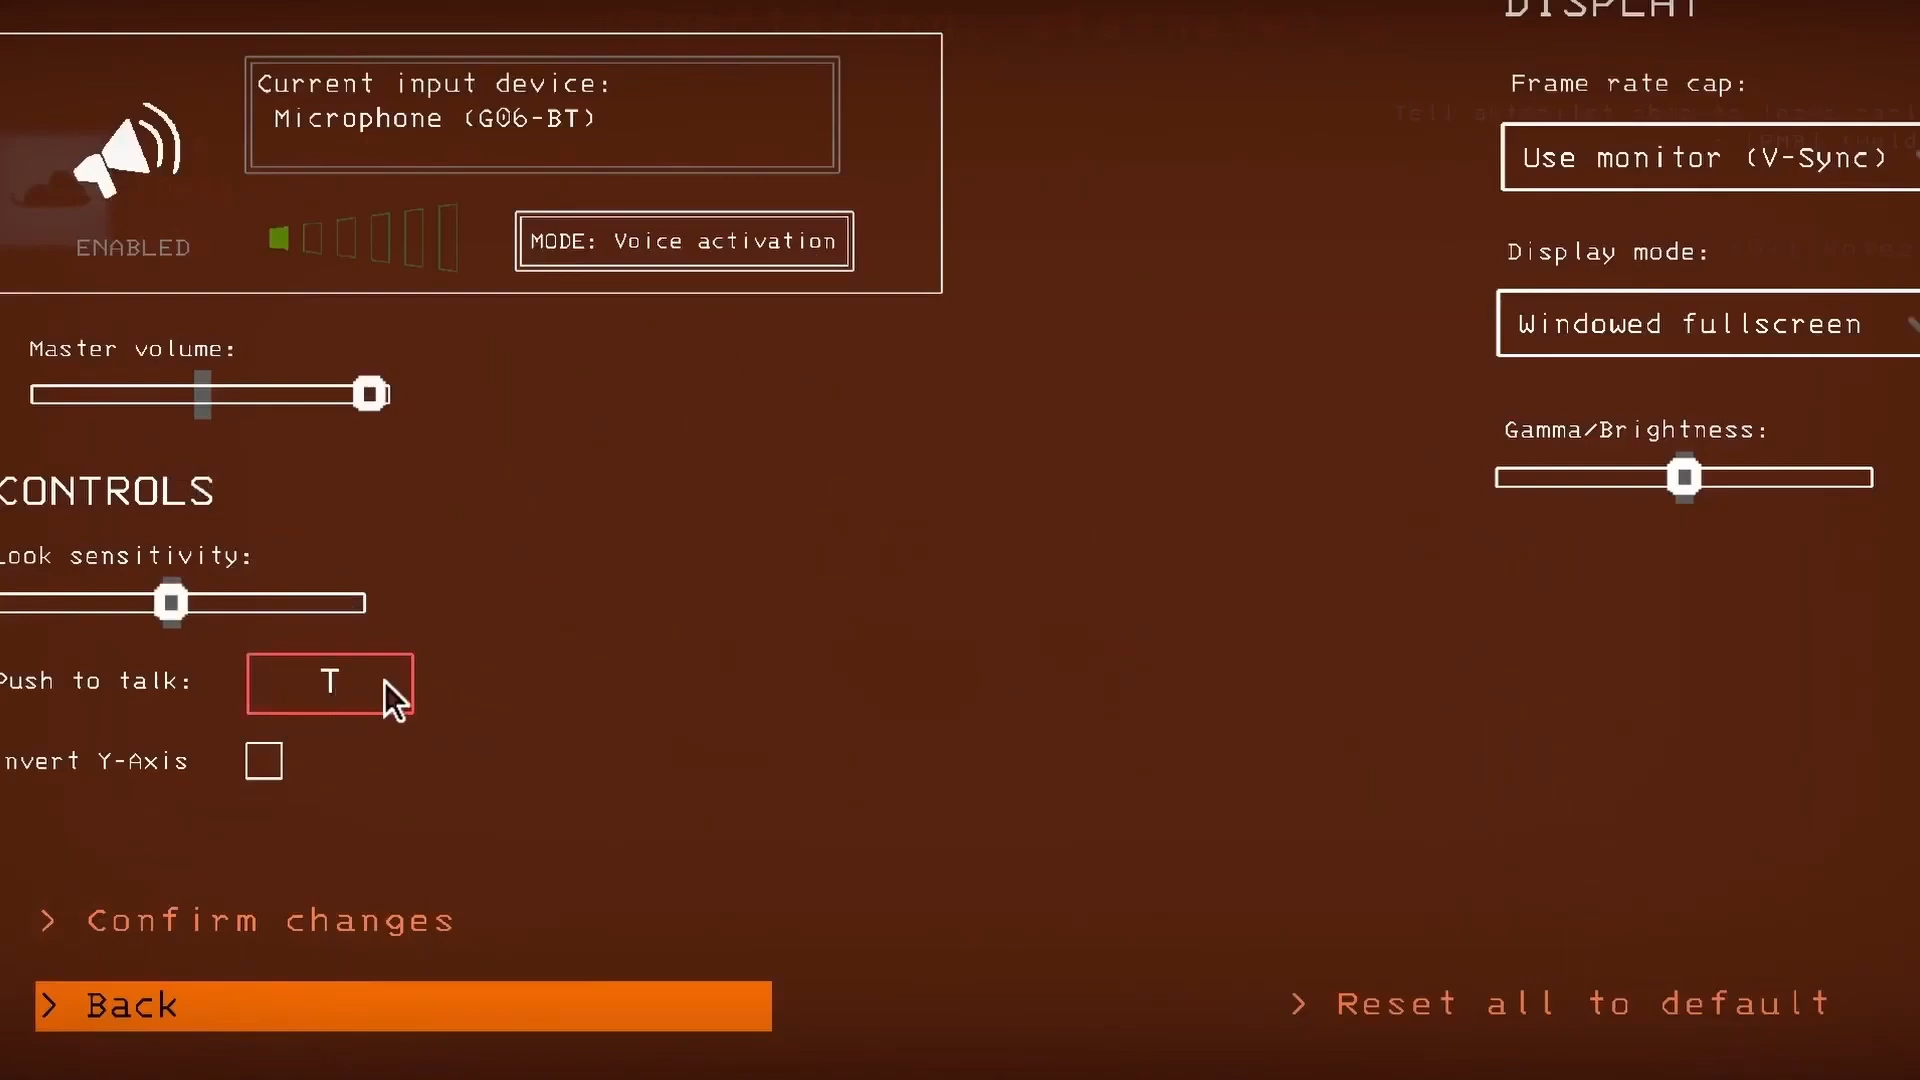 DISPLAY
Current input device:
Microphone (G06-BT)
ENABLED
MODE: Voice activation
Frame rate cap:
Use monitor (V-Sync)
Display mode:
Windowed fullscreen
Master volume:
Gamma/Brightness:
CONTROLS
Look sensitivity:
Push to talk:
T
nvert Y-Axis
> Confirm changes
> Back
> Reset all to default